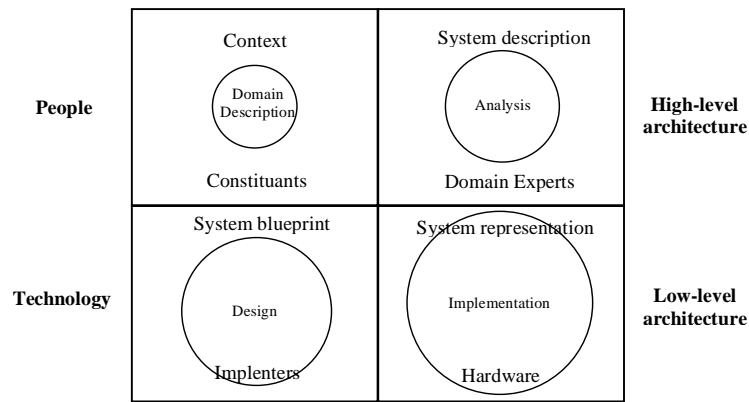 Context
System description
Domain
Description
Analysis
People
High-level
architecture
Constituants
Domain Experts
System blueprint
System representation
Technology
Design
Implementation
Low-level
architecture
Implenters
Hardware